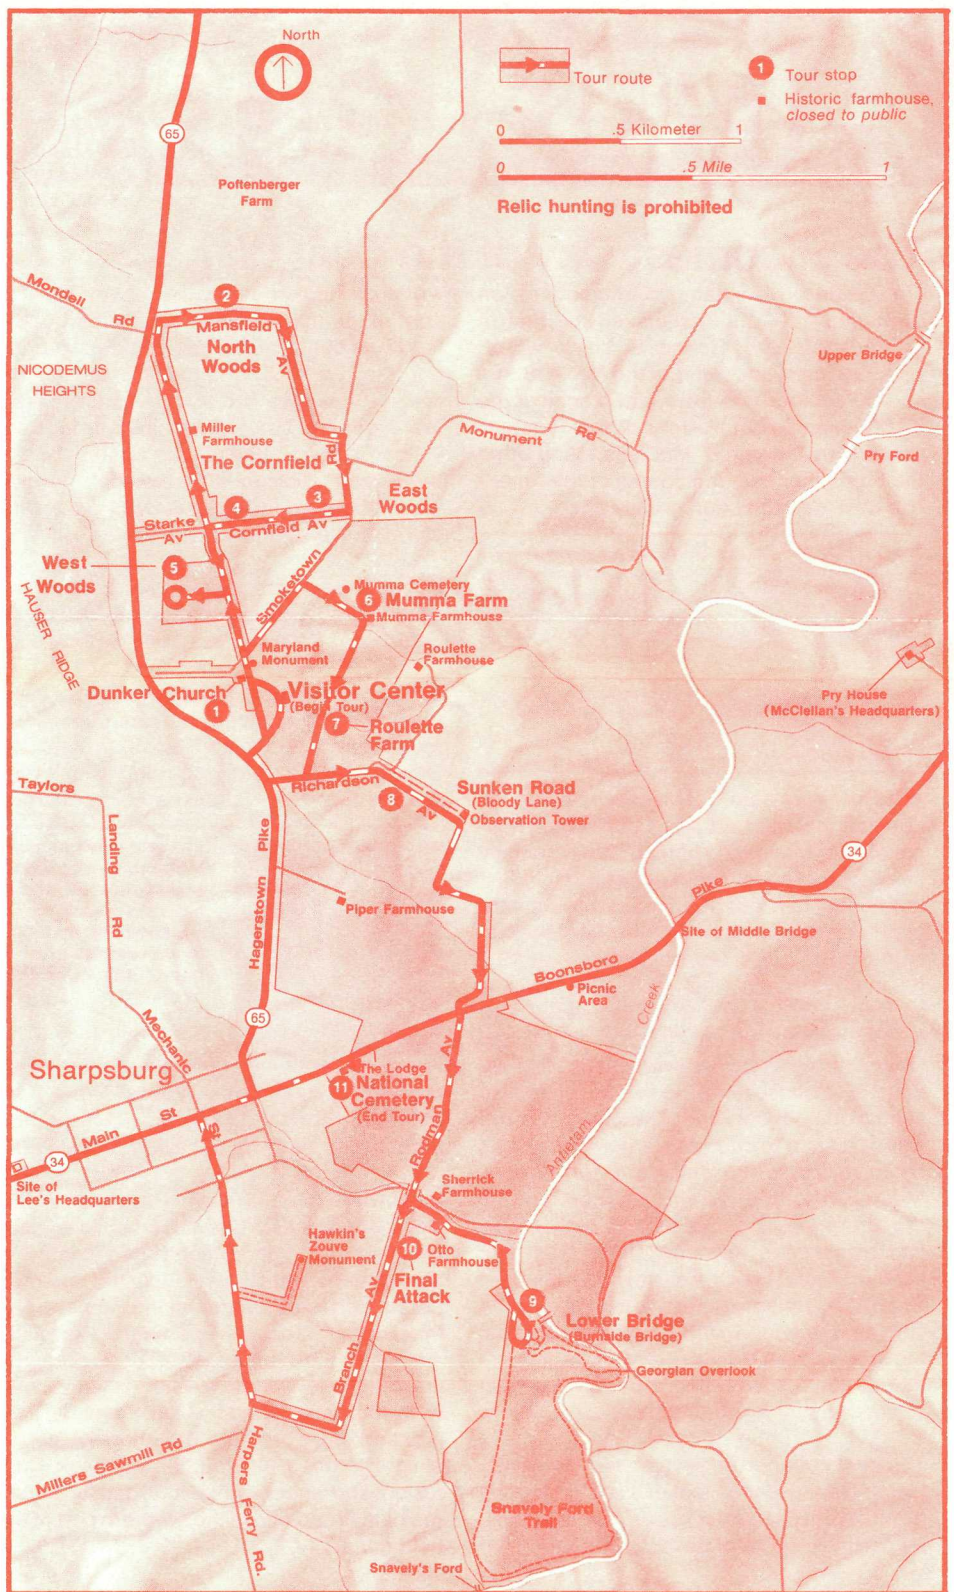 North
Tour route
1 Tour stop
Historic farmhouse,
closed to public
0 .5 Kilometer 1
0 .5 Mile 1
Relic hunting is prohibited
65
Poffenberger
Farm
Mondell
Rd
2
Mansfield
Av
North
Woods
NICODEMUS
HEIGHTS
Upper Bridge
Miller
Farmhouse
The Cornfield
Rd
Monument Rd
Pry Ford
3
4
East
Woods
Starke
Av
Cornfield Av
West
Woods
5
Smoketown
Mumma Cemetery
6
Mumma Farm
Mumma Farmhouse
HAUSER RIDGE
Maryland
Monument
Roulette
Farmhouse
Dunker Church
1
Visitor Center
(Begin Tour)
Pry House
(McClellan's Headquarters)
7
Roulette
Farm
Taylors
Landing
Rd
Richardson
Av
8
Sunken Road
(Bloody Lane)
Observation Tower
34
Hagerstown Pike
Piper Farmhouse
Pike
Site of Middle Bridge
Boonsboro
Picnic
Area
Creek
65
Mechanic
St
Sharpsburg
The Lodge
11
National
Cemetery
(End Tour)
Av
Rodman
Main St
34
Site of
Lee's Headquarters
Antietam
Sherrick
Farmhouse
Hawkin's
Zouve
Monument
10
Otto
Farmhouse
Final
Attack
Av
Branch
9
Lower Bridge
(Burnside Bridge)
Georgian Overlook
Millers Sawmill Rd
Harpers Ferry Rd.
Snavely Ford
Trail
Snavely's Ford